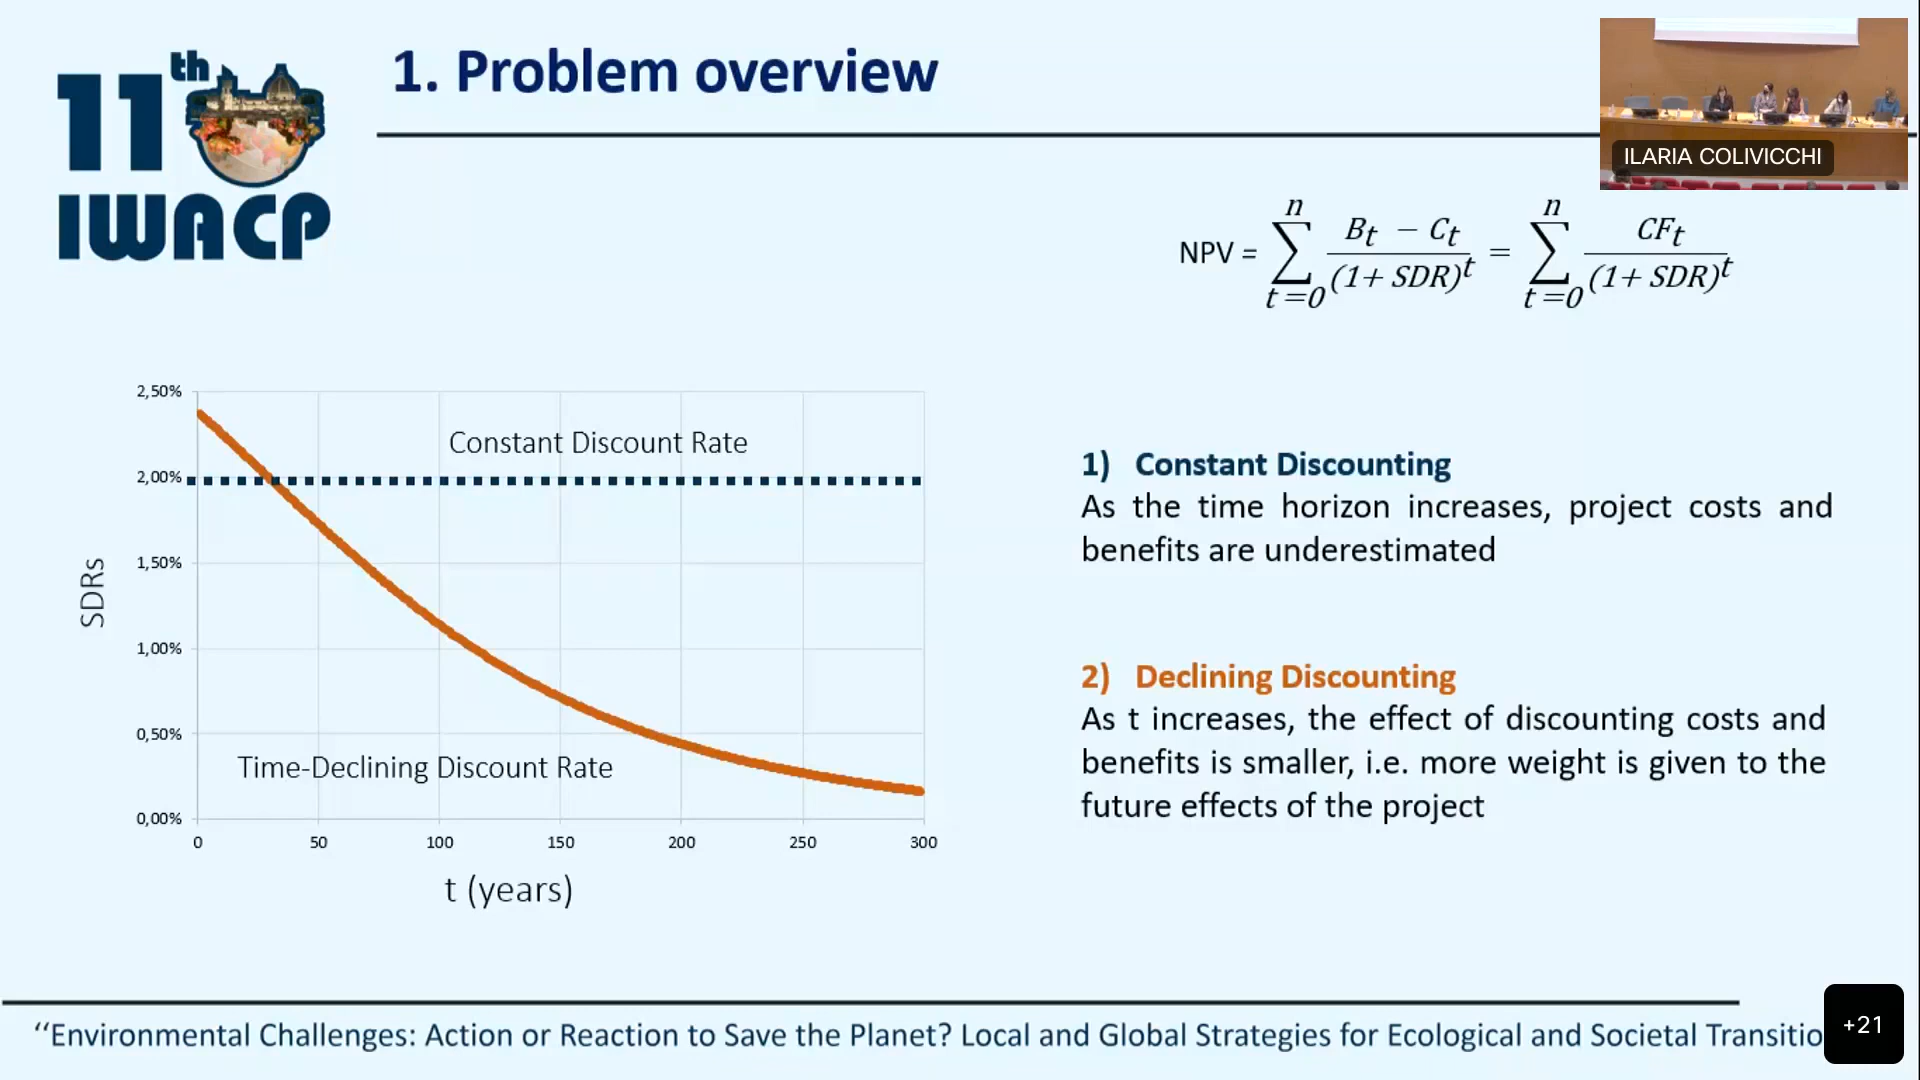 11th
IWACP
1. Problem overview
ILARIA COLIVICCHI
NPV = n ∑ t=0 Bt − Ct / (1+ SDR)^t = n ∑ t=0 CFt / (1+ SDR)^t
2,50%
2,00%
1,50%
1,00%
0,50%
0,00%
SDRs
Constant Discount Rate
Time-Declining Discount Rate
0 50 100 150 200 250 300
t (years)
1) Constant Discounting
As the time horizon increases, project costs and
benefits are underestimated
2) Declining Discounting
As t increases, the effect of discounting costs and
benefits is smaller, i.e. more weight is given to the
future effects of the project
‘‘Environmental Challenges: Action or Reaction to Save the Planet? Local and Global Strategies for Ecological and Societal Transitio
+21